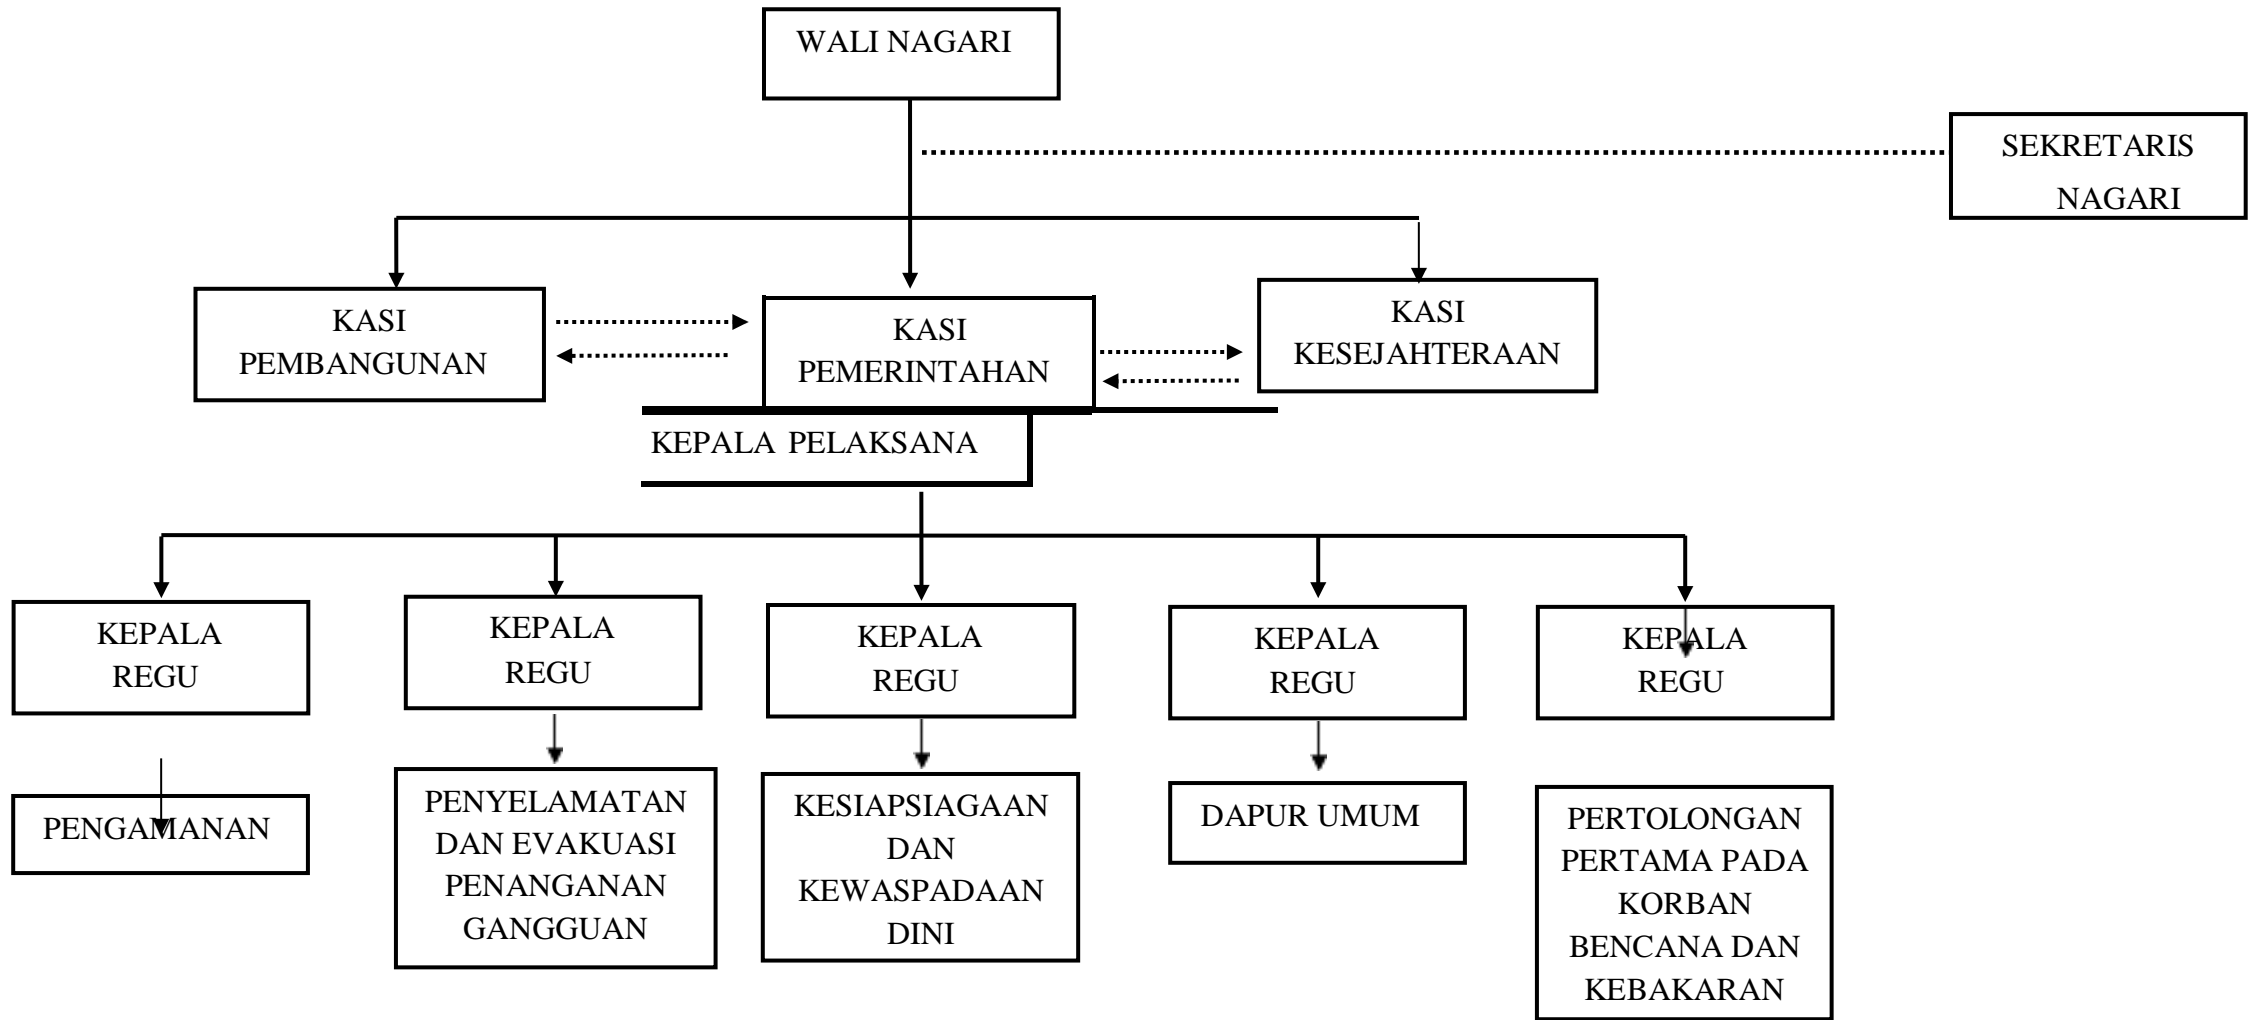 WALI NAGARI
SEKRETARIS
NAGARI
KASI
PEMBANGUNAN
KASI
PEMERINTAHAN
KASI
KESEJAHTERAAN
KEPALA PELAKSANA
KEPALA
REGU
KEPALA
REGU
KEPALA
REGU
KEPALA
REGU
KEPALA
REGU
PENGAMANAN
PENYELAMATAN
DAN EVAKUASI
PENANGANAN
GANGGUAN
KESIAPSIAGAAN
DAN
KEWASPADAAN
DINI
DAPUR UMUM
PERTOLONGAN
PERTAMA PADA
KORBAN
BENCANA DAN
KEBAKARAN